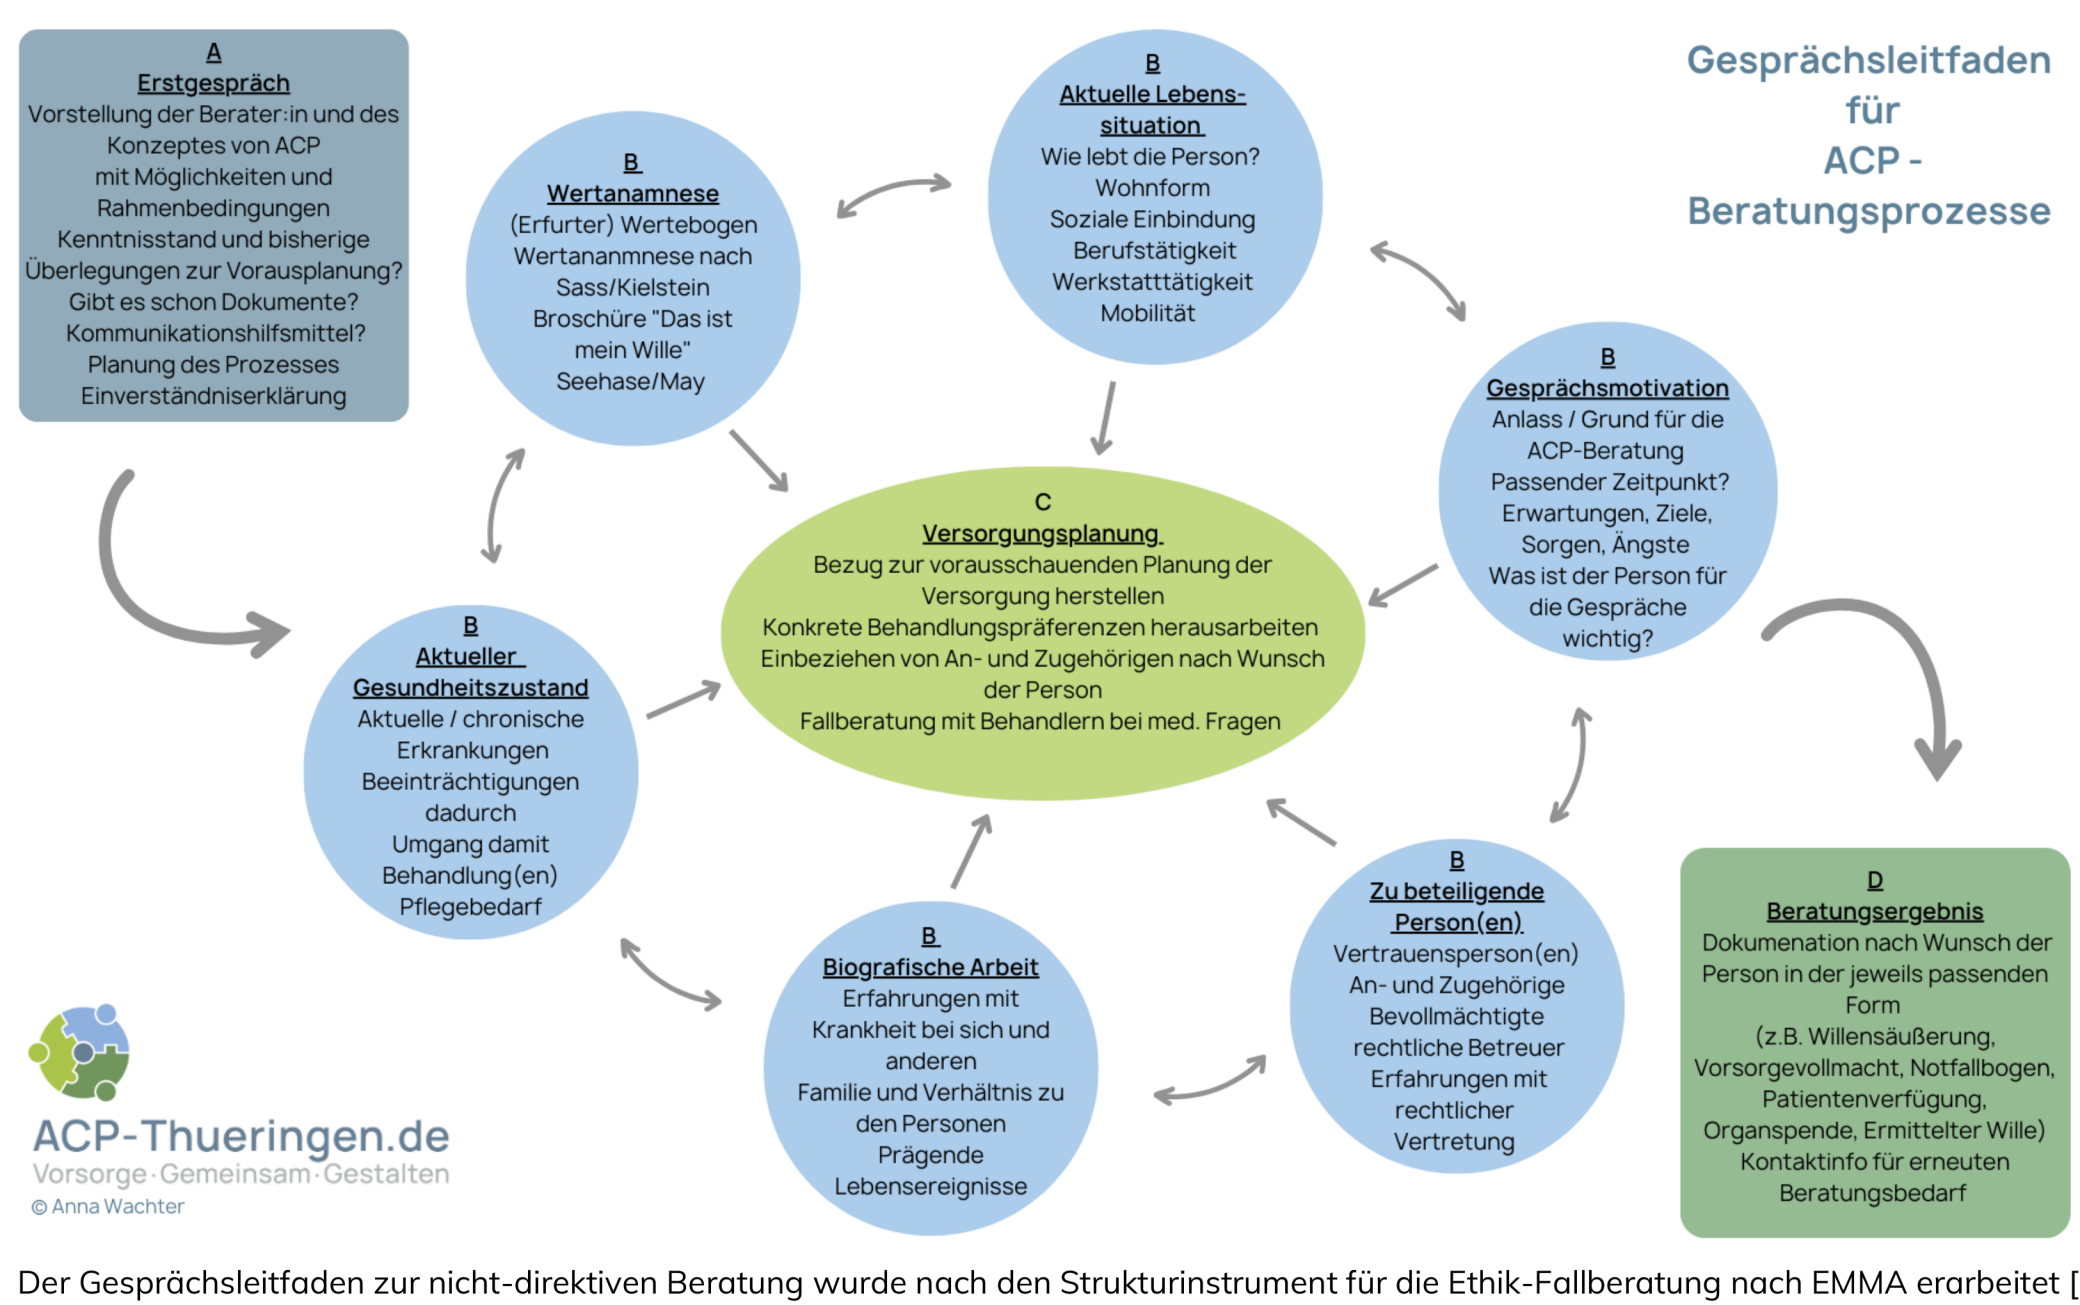 A
Erstgespräch
Vorstellung der Berater:in und des
Konzeptes von ACP
mit Möglichkeiten und
Rahmenbedingungen
Kenntnisstand und bisherige
Überlegungen zur Vorausplanung?
Gibt es schon Dokumente?
Kommunikationshilfsmittel?
Planung des Prozesses
Einverständniserklärung
B
Wertanamnese
(Erfurter) Wertebogen
Wertananmnese nach
Sass/Kielstein
Broschüre "Das ist
mein Wille"
Seehase/May
B
Aktuelle Lebens-
situation
Wie lebt die Person?
Wohnform
Soziale Einbindung
Berufstätigkeit
Werkstatttätigkeit
Mobilität
Gesprächsleitfaden
für
ACP -
Beratungsprozesse
B
Gesprächsmotivation
Anlass / Grund für die
ACP-Beratung
Passender Zeitpunkt?
Erwartungen, Ziele,
Sorgen, Ängste
Was ist der Person für
die Gespräche
wichtig?
C
Versorgungsplanung
Bezug zur vorausschauenden Planung der
Versorgung herstellen
Konkrete Behandlungspräferenzen herausarbeiten
Einbeziehen von An- und Zugehörigen nach Wunsch
der Person
Fallberatung mit Behandlern bei med. Fragen
B
Aktueller
Gesundheitszustand
Aktuelle / chronische
Erkrankungen
Beeinträchtigungen
dadurch
Umgang damit
Behandlung(en)
Pflegebedarf
B
Biografische Arbeit
Erfahrungen mit
Krankheit bei sich und
anderen
Familie und Verhältnis zu
den Personen
Prägende
Lebensereignisse
B
Zu beteiligende
Person(en)
Vertrauensperson(en)
An- und Zugehörige
Bevollmächtigte
rechtliche Betreuer
Erfahrungen mit
rechtlicher
Vertretung
D
Beratungsergebnis
Dokumenation nach Wunsch der
Person in der jeweils passenden
Form
(z.B. Willensäußerung,
Vorsorgevollmacht, Notfallbogen,
Patientenverfügung,
Organspende, Ermittelter Wille)
Kontaktinfo für erneuten
Beratungsbedarf
ACP-Thueringen.de
Vorsorge·Gemeinsam·Gestalten
© Anna Wachter
Der Gesprächsleitfaden zur nicht-direktiven Beratung wurde nach den Strukturinstrument für die Ethik-Fallberatung nach EMMA erarbeitet [